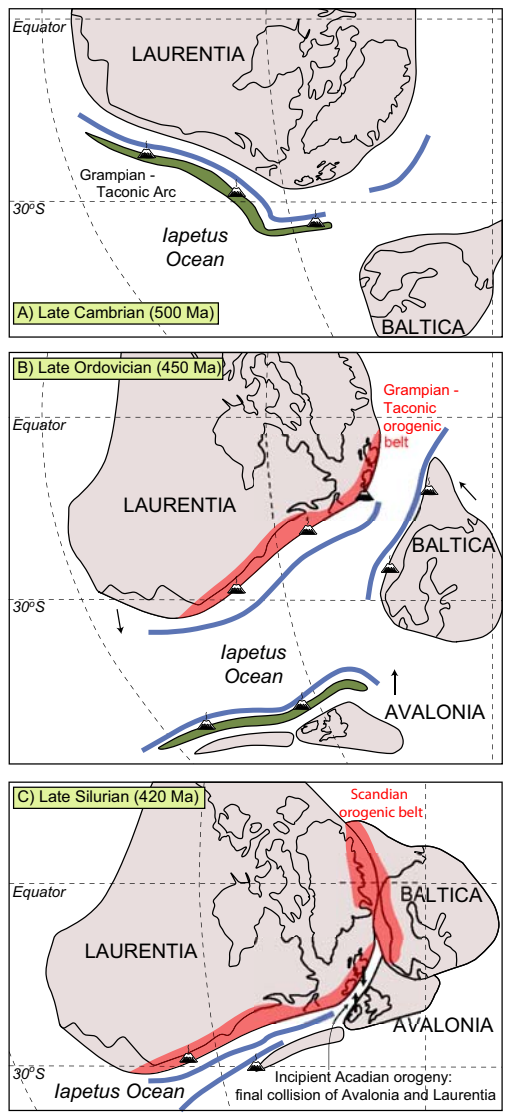 Equator
LAURENTIA
Grampian -
Taconic Arc
30°S
Iapetus
Ocean
A) Late Cambrian (500 Ma)
BALTICA
B) Late Ordovician (450 Ma)
Grampian -
Taconic
orogenic
belt
Equator
LAURENTIA
BALTICA
30°S
Iapetus
Ocean
AVALONIA
C) Late Silurian (420 Ma)
Scandian
orogenic belt
Equator
BALTICA
LAURENTIA
AVALONIA
30°S
Iapetus Ocean
Incipient Acadian orogeny:
final collision of Avalonia and Laurentia